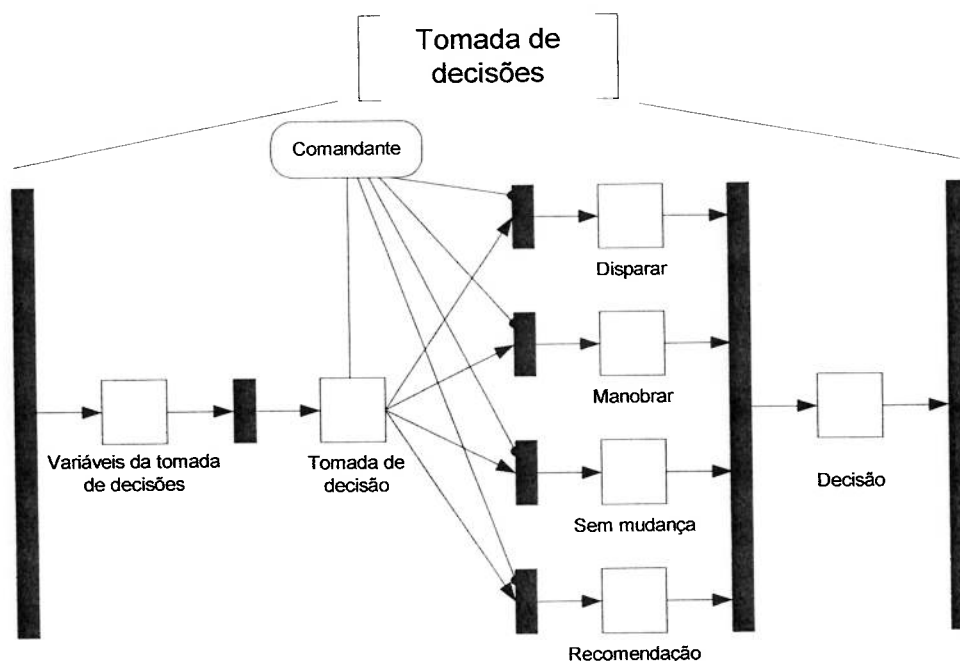 Tomada de
decisões
Comandante
Disparar
Manobrar
Variáveis da tomada
de decisões
Tomada de
decisão
Sem mudança
Decisão
Recomendação